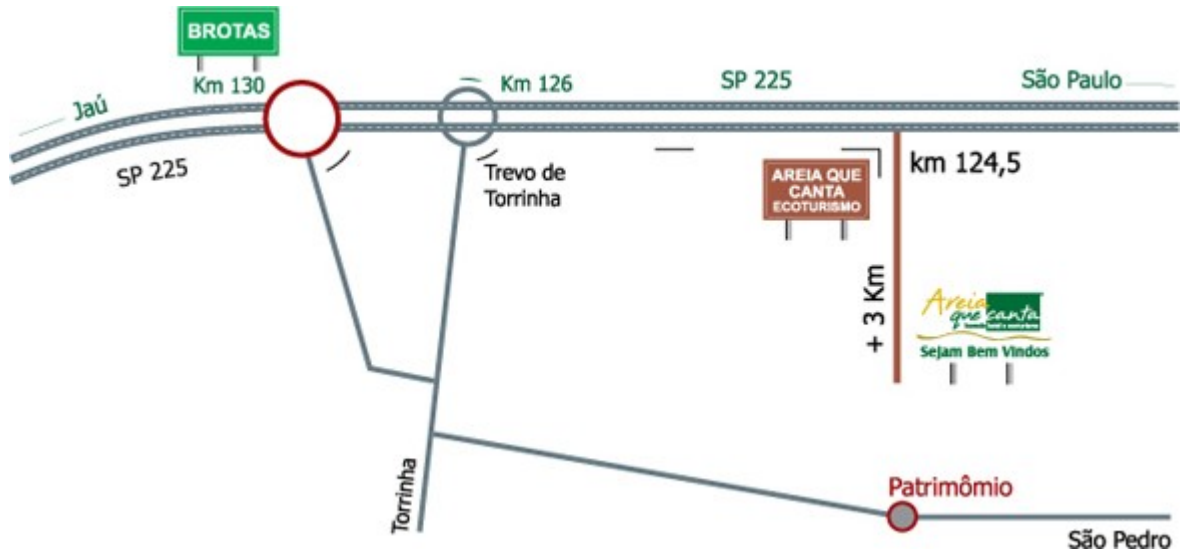 BROTAS
Km 130
Km 126
SP 225
São Paulo
Jaú
SP 225
Trevo de
Torrinha
AREIA QUE
CANTA
ECOTURISMO
km 124,5
+ 3 Km
Areia
que canta
Sejam Bem Vindos
Torrinha
Patrimômio
São Pedro